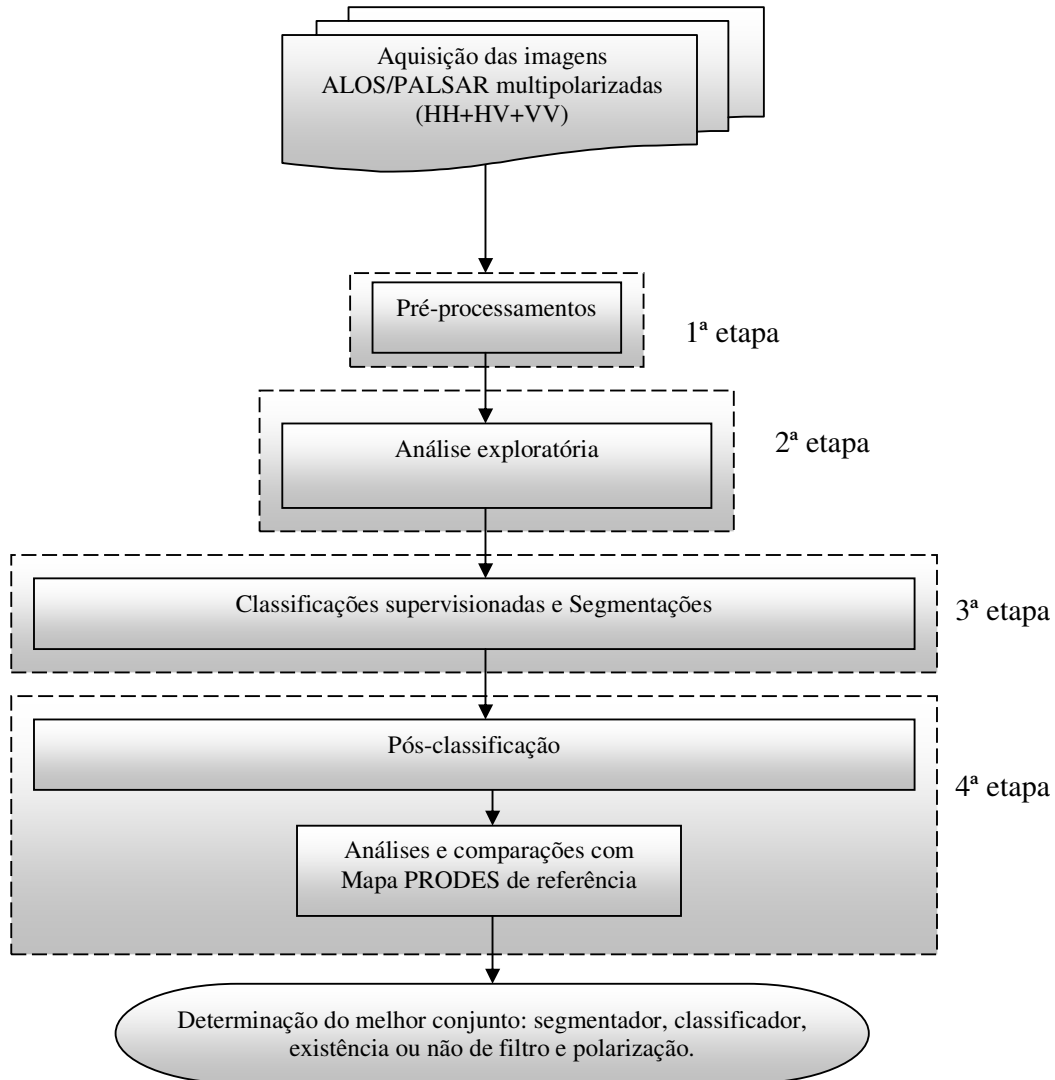 Aquisição das imagens
ALOS/PALSAR multipolarizadas
(HH+HV+VV)
Pré-processamentos
1ª etapa
Análise exploratória
2ª etapa
Classificações supervisionadas e Segmentações
3ª etapa
Pós-classificação
4ª etapa
Análises e comparações com
Mapa PRODES de referência
Determinação do melhor conjunto: segmentador, classificador,
existência ou não de filtro e polarização.